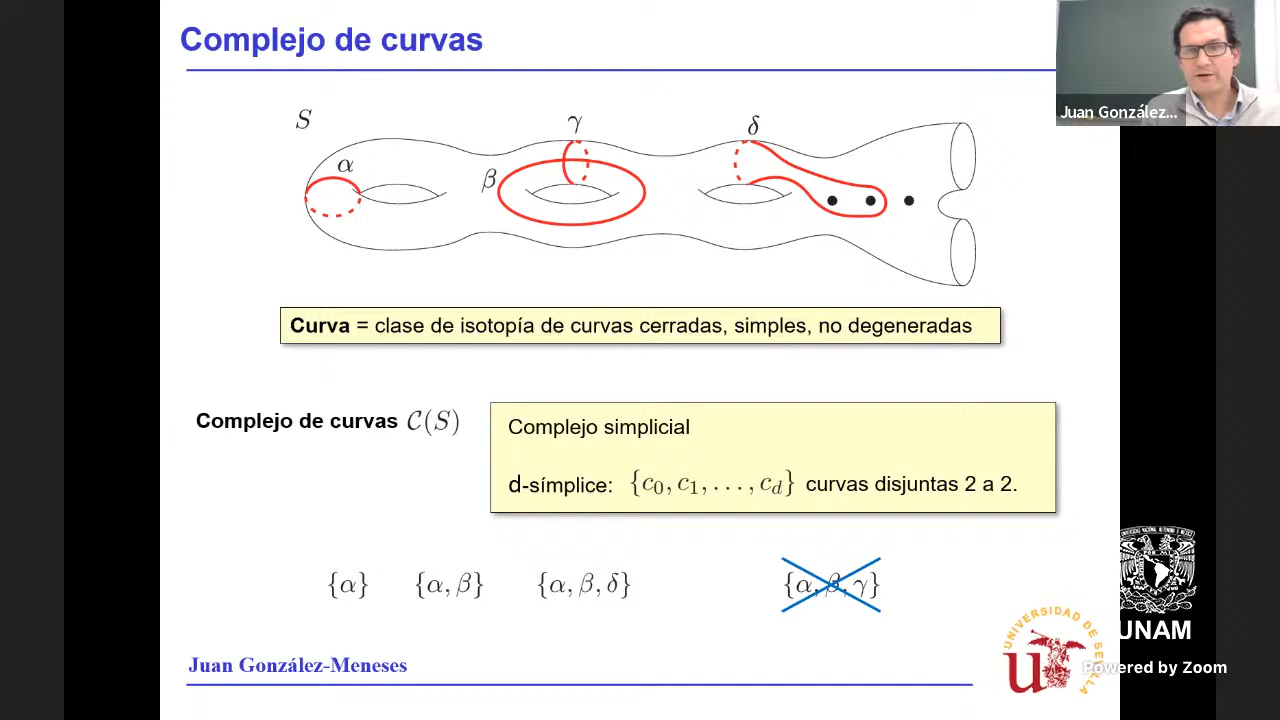 Complejo de curvas
Juan González...
S
α
β
γ
δ
Curva = clase de isotopía de curvas cerradas, simples, no degeneradas
Complejo de curvas C(S)
Complejo simplicial
d-símplice: {c₀, c₁, . . . , c_d} curvas disjuntas 2 a 2.
{α} {α, β} {α, β, δ} {α, β, γ}
Juan González-Meneses
UNIVERSIDAD DE SEVILLA
UNAM
Powered by Zoom